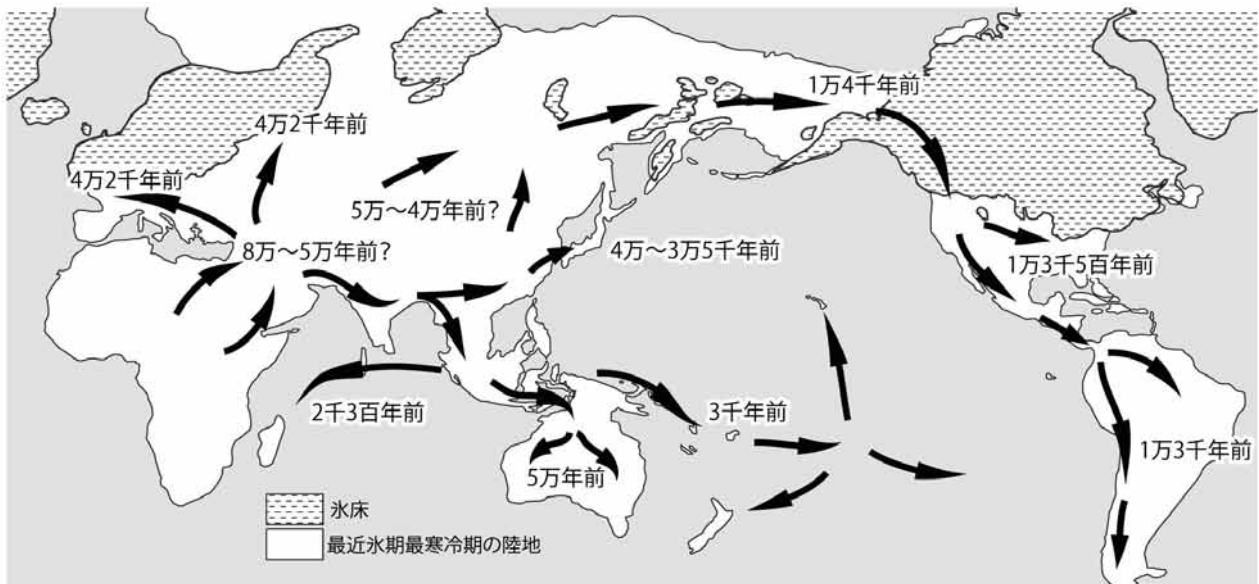 1万4千年前
4万2千年前
4万2千年前
5万～4万年前？
8万～5万年前？
4万～3万5千年前
1万3千5百年前
2千3百年前
3千年前
1万3千年前
5万年前
氷床
最近氷期最寒冷期の陸地